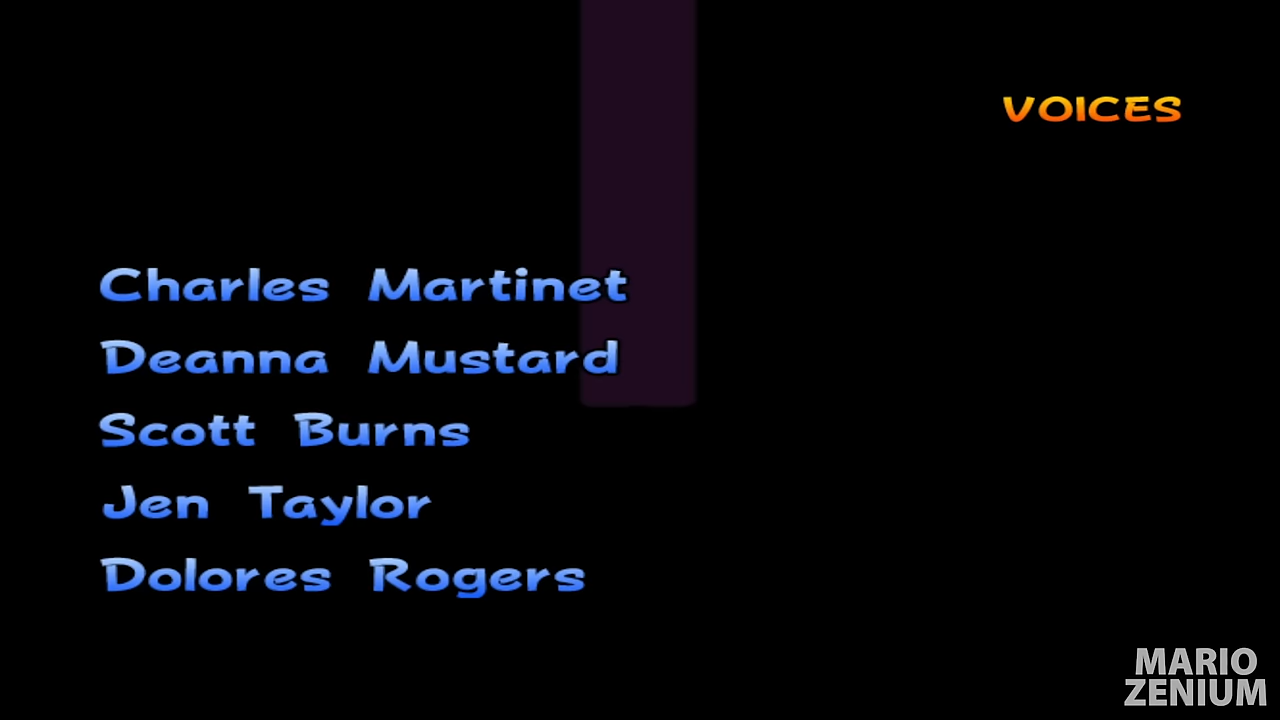 VOICES
Charles Martinet
Deanna Mustard
Scott Burns
Jen Taylor
Dolores Rogers
MARIO
ZENIUM